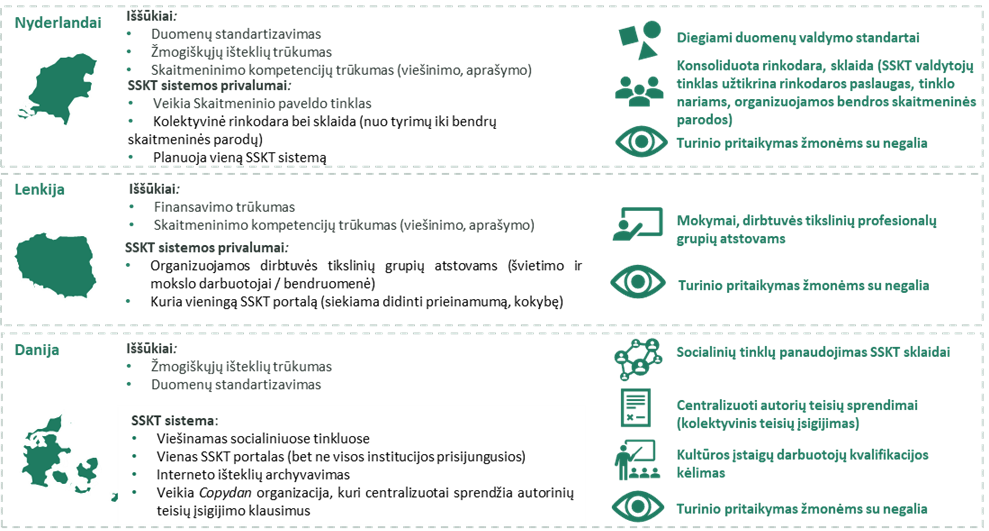 Nyderlandai
Iššūkiai:
• Duomenų standartizavimas
• Žmogiškųjų išteklių trūkumas
• Skaitmeninimo kompetencijų trūkumas (viešinimo, aprašymo)
SSKT sistemos privalumai:
• Veikia Skaitmeninio paveldo tinklas
• Kolektyvinė rinkodara bei sklaida (nuo tyrimų iki bendrų
skaitmeninės parodų)
• Planuoja vieną SSKT sistemą
Diegiami duomenų valdymo standartai
Konsoliduota rinkodara, sklaida (SSKT valdytojų
tinklas užtikrina rinkodaros paslaugas, tinklo
nariams, organizuojamos bendros skaitmeninės
parodos)
Turinio pritaikymas žmonėms su negalia
Lenkija
Iššūkiai:
• Finansavimo trūkumas
• Skaitmeninimo kompetencijų trūkumas (viešinimo, aprašymo)
SSKT sistemos privalumai:
• Organizuojamos dirbtuvės tikslinių grupių atstovams (švietimo ir
mokslo darbuotojai / bendruomenė)
• Kuria vieningą SSKT portalą (siekiama didinti prieinamumą, kokybę)
Mokymai, dirbtuvės tikslinių profesionalų
grupių atstovams
Turinio pritaikymas žmonėms su negalia
Danija
Iššūkiai:
• Žmogiškųjų išteklių trūkumas
• Duomenų standartizavimas
SSKT sistema:
• Viešinamas socialiniuose tinkluose
• Vienas SSKT portalas (bet ne visos institucijos prisijungusios)
• Interneto išteklių archyvavimas
• Veikia Copydan organizacija, kuri centralizuotai sprendžia autorinių
teisių įsigijimo klausimus
Socialinių tinklų panaudojimas SSKT sklaidai
Centralizuoti autorių teisių sprendimai
(kolektyvinis teisių įsigijimas)
Kultūros įstaigų darbuotojų kvalifikacijos
kėlimas
Turinio pritaikymas žmonėms su negalia